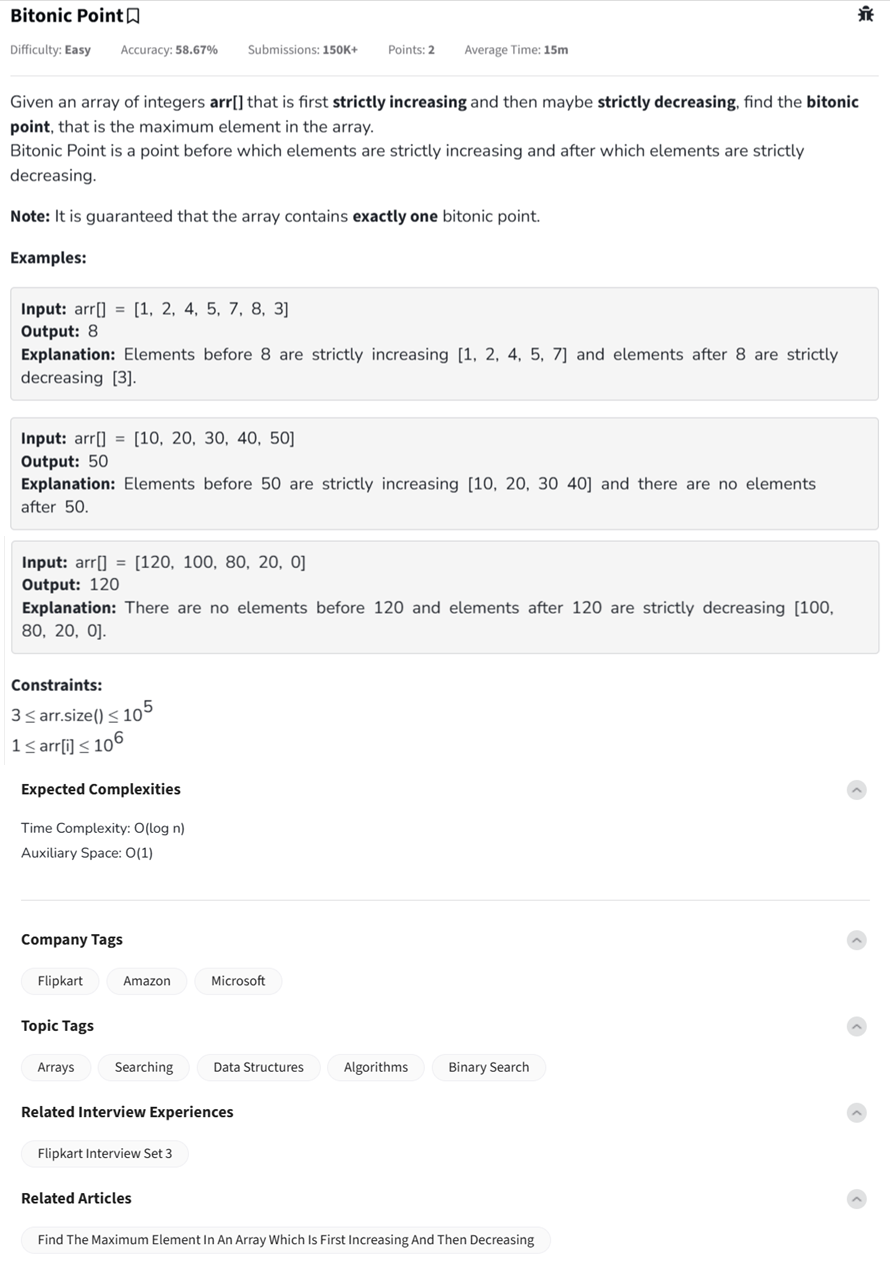 Bitonic Point
Difficulty: Easy Accuracy: 58.67% Submissions: 150K+ Points: 2 Average Time: 15m
Given an array of integers arr[] that is first strictly increasing and then maybe strictly decreasing, find the bitonic
point, that is the maximum element in the array.
Bitonic Point is a point before which elements are strictly increasing and after which elements are strictly
decreasing.
Note: It is guaranteed that the array contains exactly one bitonic point.
Examples:
Input: arr[] = [1, 2, 4, 5, 7, 8, 3]
Output: 8
Explanation: Elements before 8 are strictly increasing [1, 2, 4, 5, 7] and elements after 8 are strictly
decreasing [3].
Input: arr[] = [10, 20, 30, 40, 50]
Output: 50
Explanation: Elements before 50 are strictly increasing [10, 20, 30 40] and there are no elements
after 50.
Input: arr[] = [120, 100, 80, 20, 0]
Output: 120
Explanation: There are no elements before 120 and elements after 120 are strictly decreasing [100,
80, 20, 0].
Constraints:
3 ≤ arr.size() ≤ 10^5
1 ≤ arr[i] ≤ 10^6
Expected Complexities
Time Complexity: O(log n)
Auxiliary Space: O(1)
Company Tags
Flipkart Amazon Microsoft
Topic Tags
Arrays Searching Data Structures Algorithms Binary Search
Related Interview Experiences
Flipkart Interview Set 3
Related Articles
Find The Maximum Element In An Array Which Is First Increasing And Then Decreasing